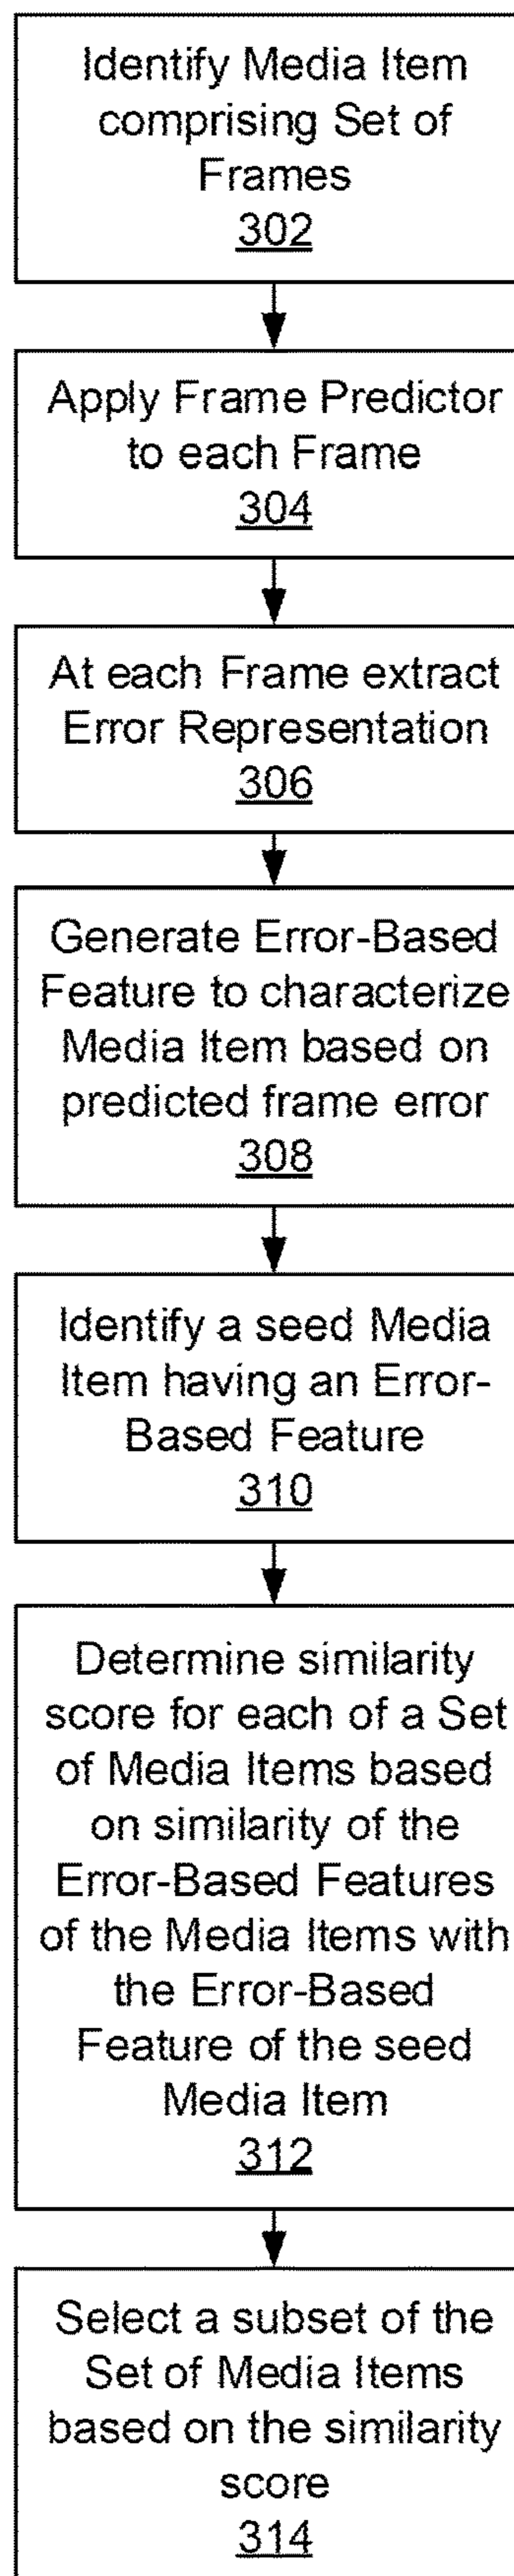 Identify Media Item
comprising Set of
Frames
302
Apply Frame Predictor
to each Frame
304
At each Frame extract
Error Representation
306
Generate Error-Based
Feature to characterize
Media Item based on
predicted frame error
308
Identify a seed Media
Item having an Error-
Based Feature
310
Determine similarity
score for each of a Set
of Media Items based
on similarity of the
Error-Based Features
of the Media Items with
the Error-Based
Feature of the seed
Media Item
312
Select a subset of the
Set of Media Items
based on the similarity
score
314